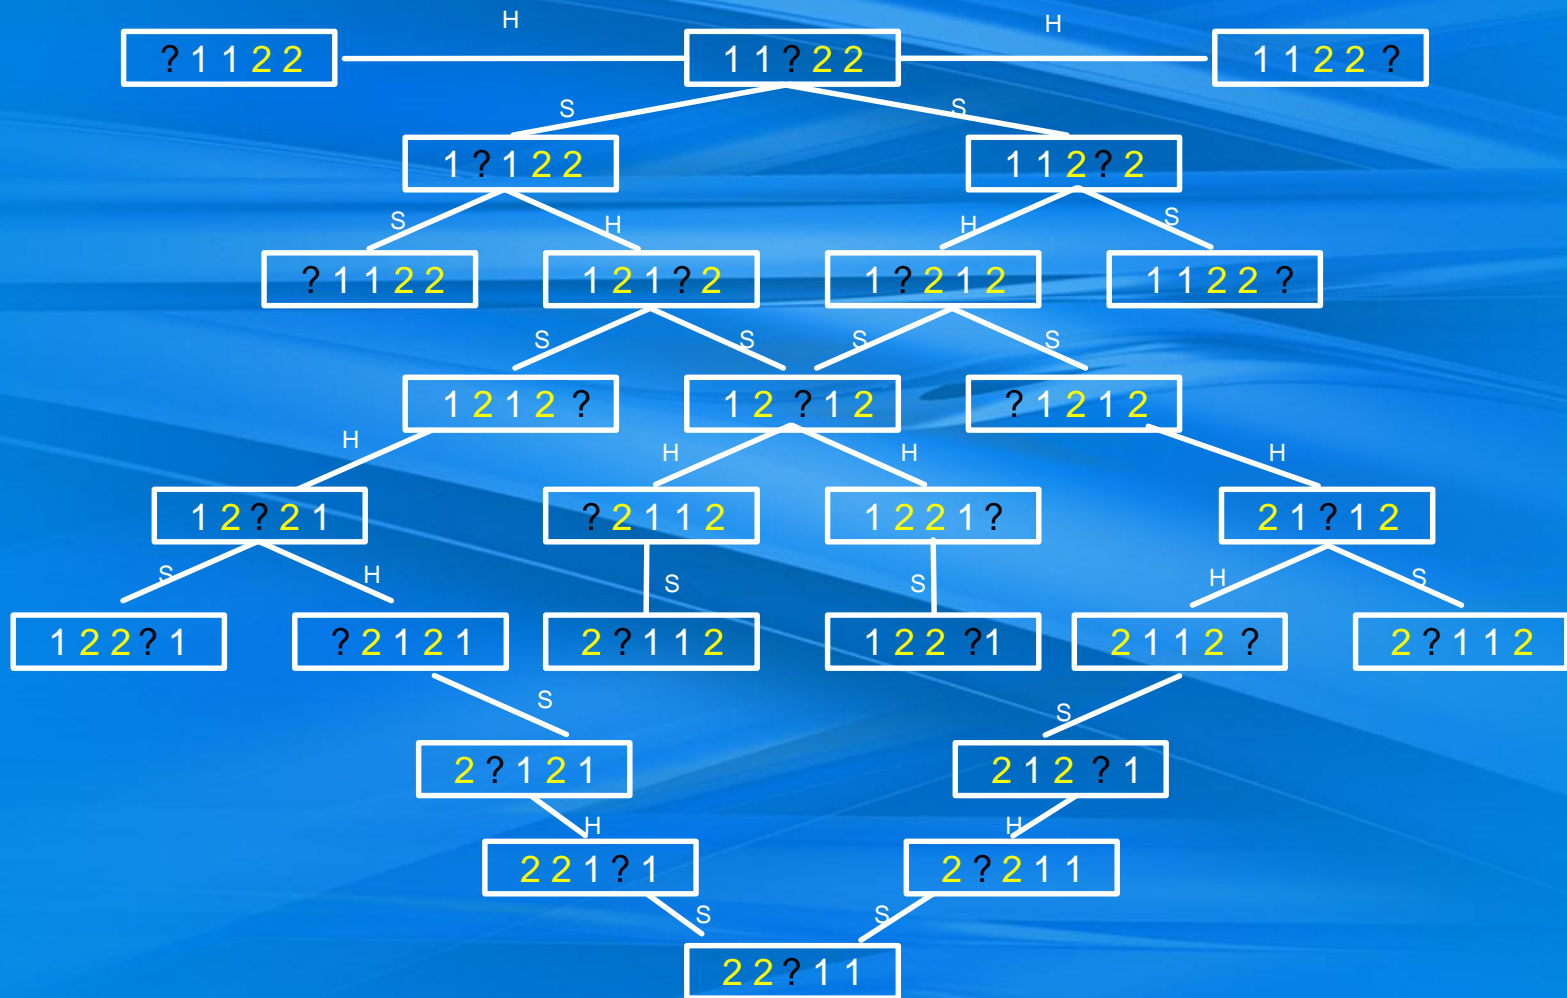 H H
? 1 1 2 2 1 1 ? 2 2 1 1 2 2 ?
S S
1 ? 1 2 2 1 1 2 ? 2
S H H S
? 1 1 2 2 1 2 1 ? 2 1 ? 2 1 2 1 1 2 2 ?
S S S S
1 2 1 2 ? 1 2 ? 1 2 ? 1 2 1 2
H H H H
1 2 ? 2 1 ? 2 1 1 2 1 2 2 1 ? 2 1 ? 1 2
S H S S H S
1 2 2 ? 1 ? 2 1 2 1 2 ? 1 1 2 1 2 2 ?1 2 1 1 2 ? 2 ? 1 1 2
S S
2 ? 1 2 1 2 1 2 ? 1
H H
2 2 1 ? 1 2 ? 2 1 1
S S
2 2 ? 1 1